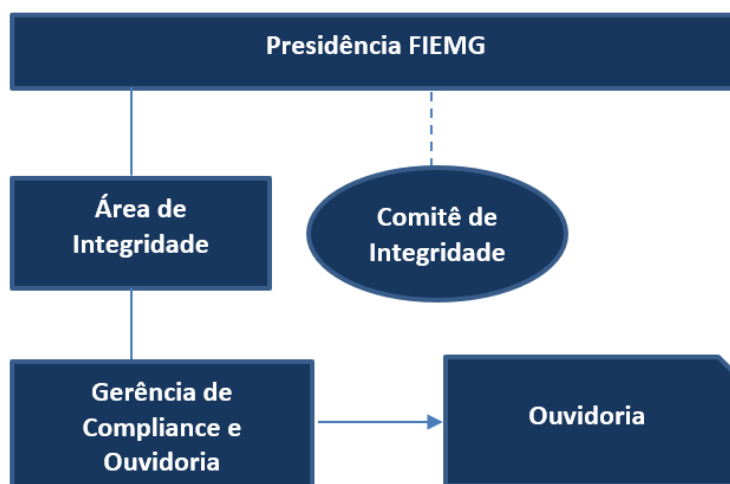 Presidência FIEMG
Área de
Integridade
Comitê de
Integridade
Gerência de
Compliance e
Ouvidoria
Ouvidoria